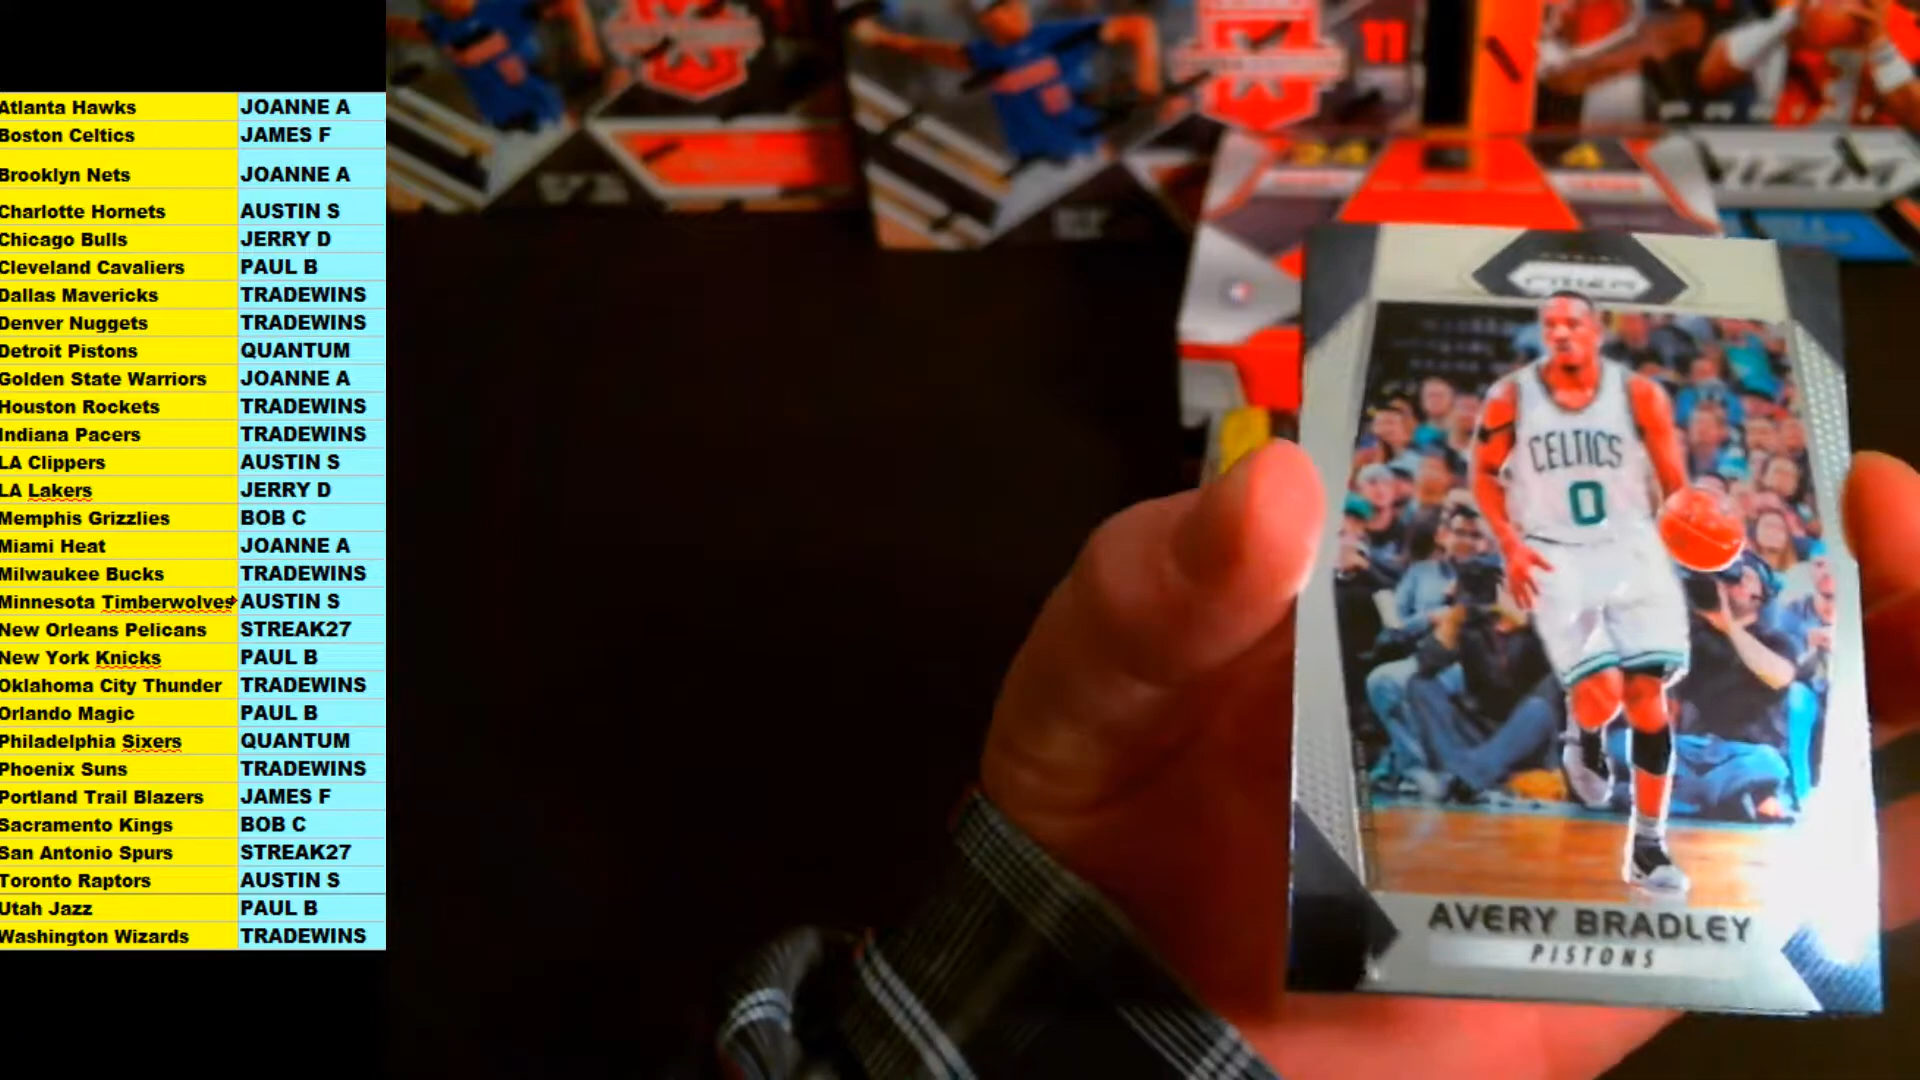 Atlanta Hawks JOANNE A
Boston Celtics JAMES F
Brooklyn Nets JOANNE A
Charlotte Hornets AUSTIN S
Chicago Bulls JERRY D
Cleveland Cavaliers PAUL B
Dallas Mavericks TRADEWINS
Denver Nuggets TRADEWINS
Detroit Pistons QUANTUM
Golden State Warriors JOANNE A
Houston Rockets TRADEWINS
Indiana Pacers TRADEWINS
LA Clippers AUSTIN S
LA Lakers JERRY D
Memphis Grizzlies BOB C
Miami Heat JOANNE A
Milwaukee Bucks TRADEWINS
Minnesota Timberwolves AUSTIN S
New Orleans Pelicans STREAK27
New York Knicks PAUL B
Oklahoma City Thunder TRADEWINS
Orlando Magic PAUL B
Philadelphia Sixers QUANTUM
Phoenix Suns TRADEWINS
Portland Trail Blazers JAMES F
Sacramento Kings BOB C
San Antonio Spurs STREAK27
Toronto Raptors AUSTIN S
Utah Jazz PAUL B
Washington Wizards TRADEWINS
24
4
PRIZM
PRIZM
CELTICS
0
AVERY BRADLEY
PISTONS